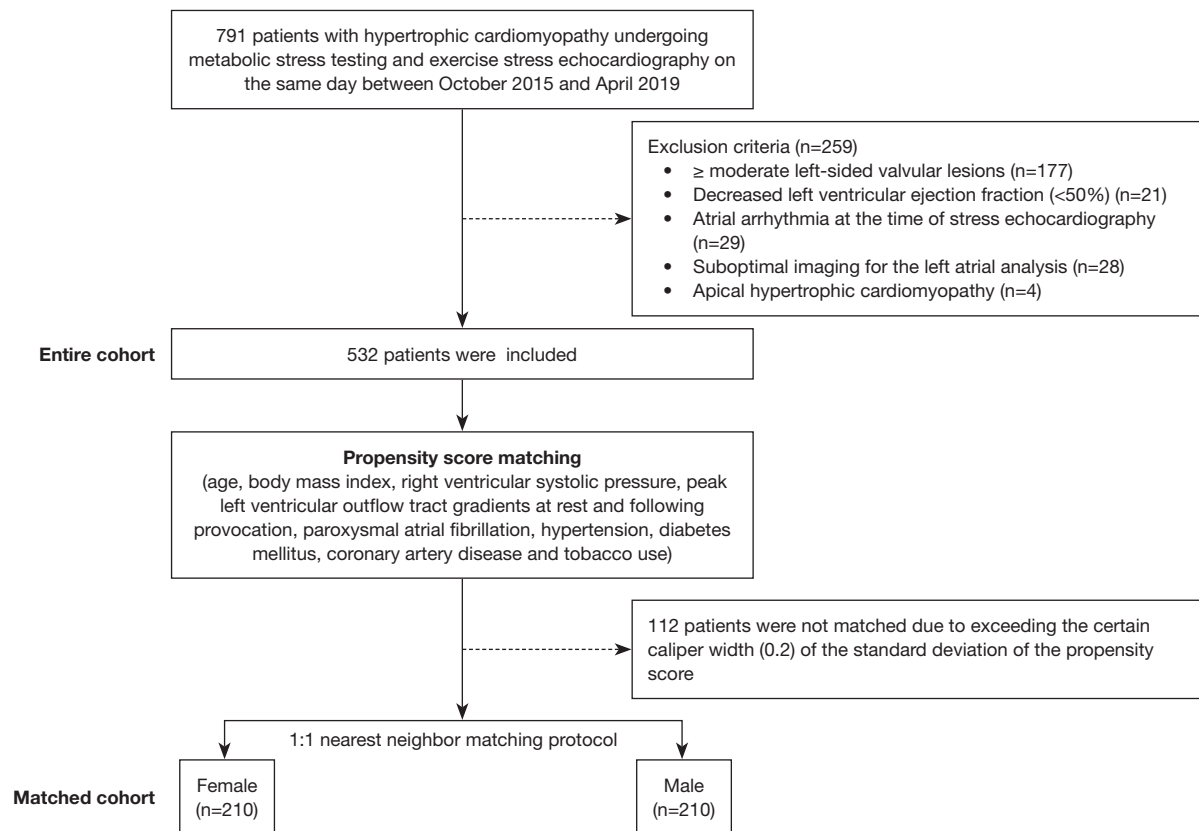 791 patients with hypertrophic cardiomyopathy undergoing
metabolic stress testing and exercise stress echocardiography on
the same day between October 2015 and April 2019
Exclusion criteria (n=259)
• ≥ moderate left-sided valvular lesions (n=177)
• Decreased left ventricular ejection fraction (<50%) (n=21)
• Atrial arrhythmia at the time of stress echocardiography
(n=29)
• Suboptimal imaging for the left atrial analysis (n=28)
• Apical hypertrophic cardiomyopathy (n=4)
Entire cohort
532 patients were included
Propensity score matching
(age, body mass index, right ventricular systolic pressure, peak
left ventricular outflow tract gradients at rest and following
provocation, paroxysmal atrial fibrillation, hypertension, diabetes
mellitus, coronary artery disease and tobacco use)
112 patients were not matched due to exceeding the certain
caliper width (0.2) of the standard deviation of the propensity
score
1:1 nearest neighbor matching protocol
Matched cohort
Female
(n=210)
Male
(n=210)